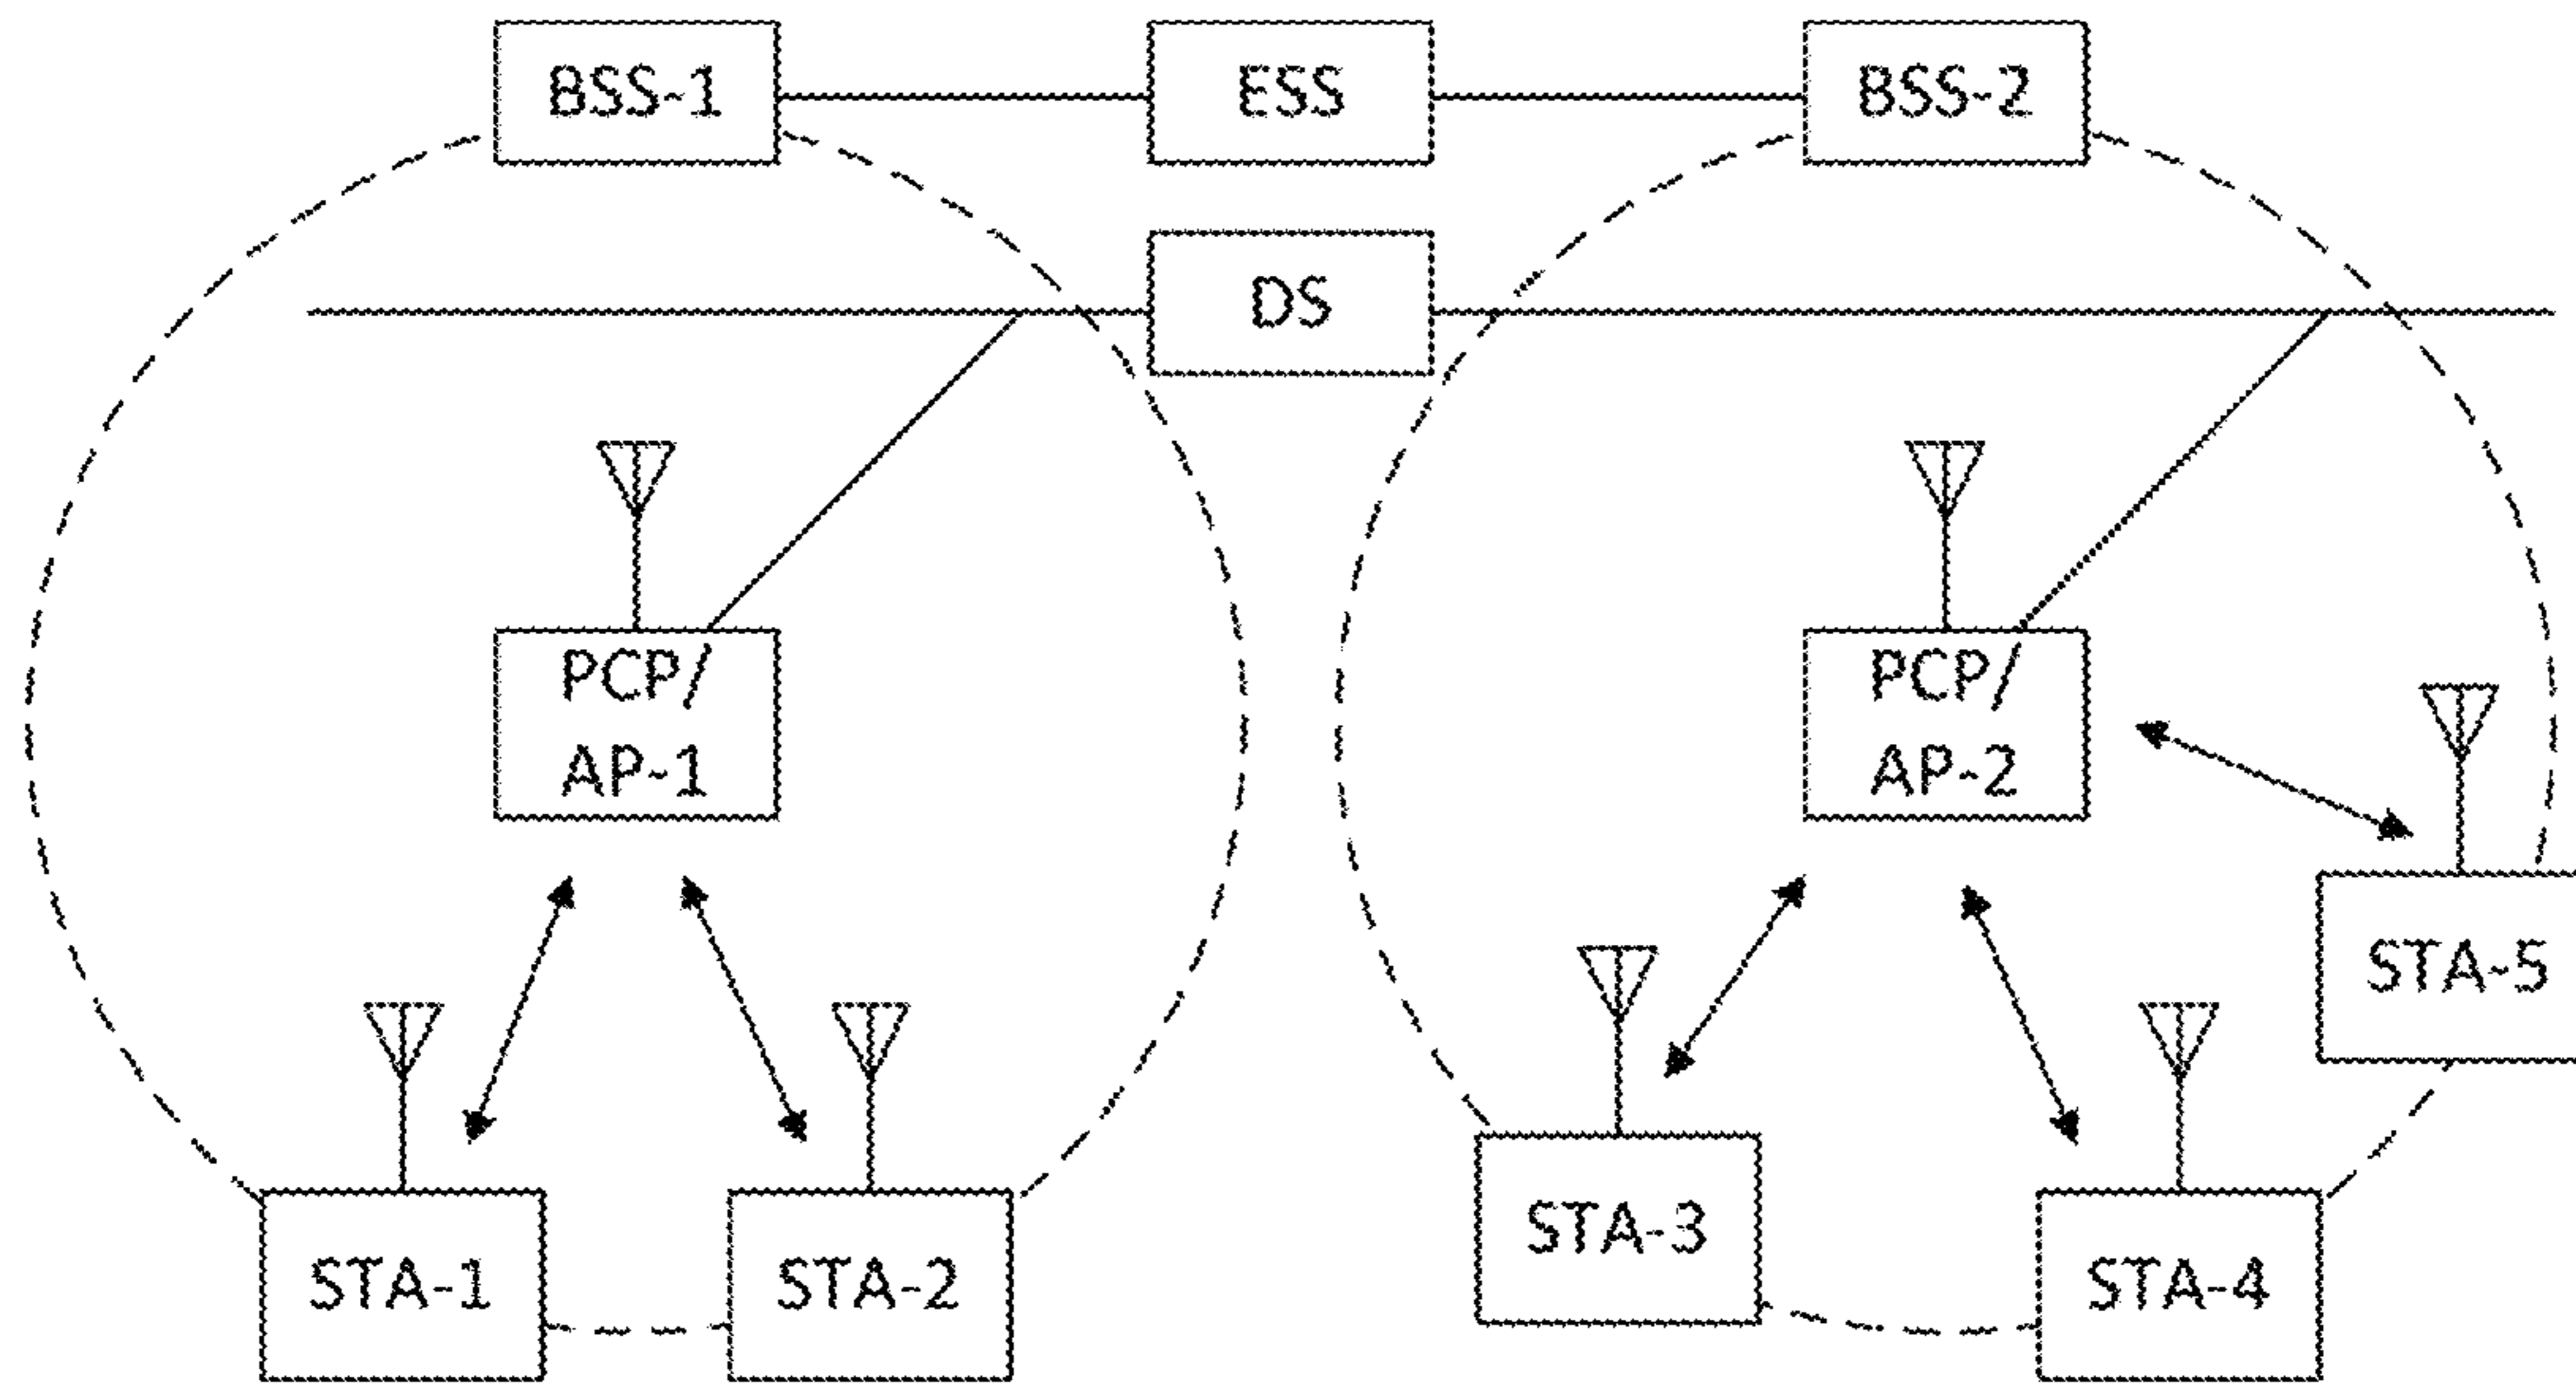 BSS-1
ESS
BSS-2
DS
PCP/
AP-1
PCP/
AP-2
STA-5
STA-3
STA-1
STA-2
STA-4